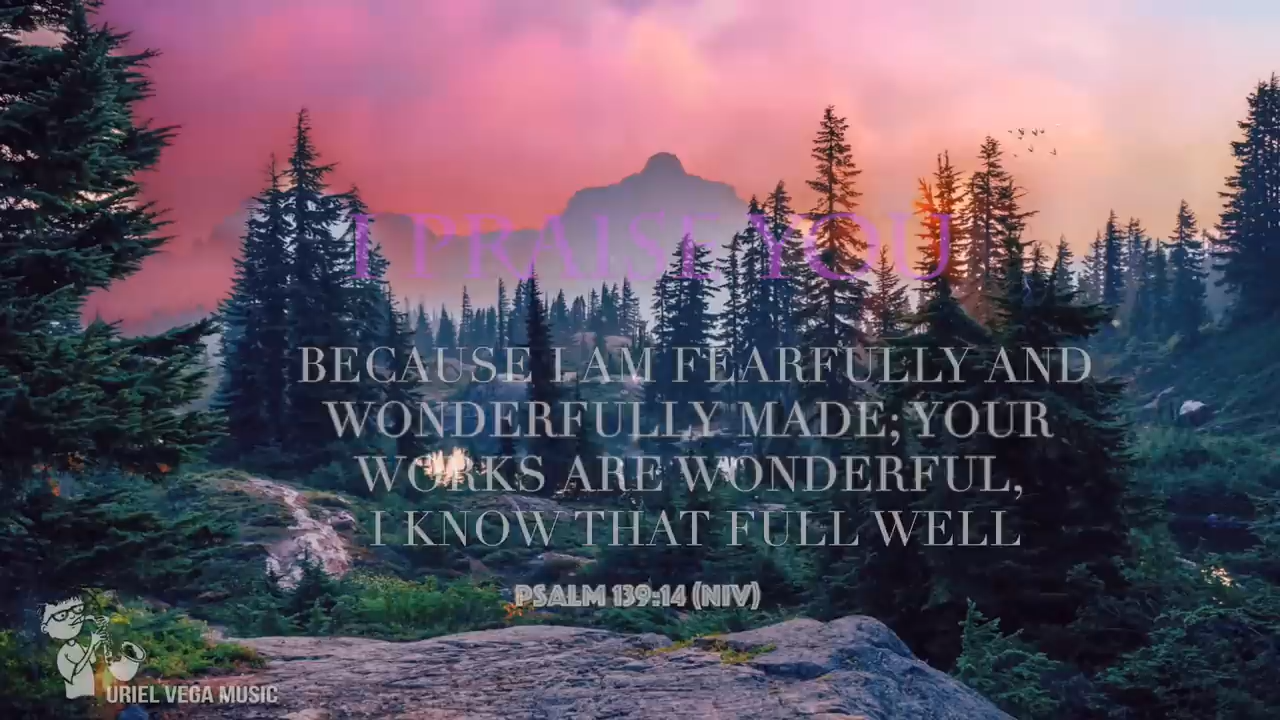 I PRAISE YOU
BECAUSE I AM FEARFULLY AND
WONDERFULLY MADE; YOUR
WORKS ARE WONDERFUL,
I KNOW THAT FULL WELL
PSALM 139:14 (NIV)
URIEL VEGA MUSIC